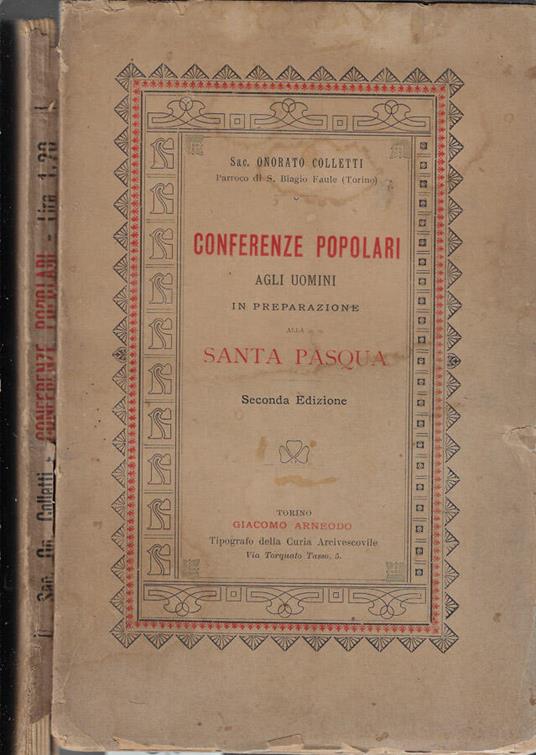 Sac. ONORATO COLLETTI
Parroco di S. Biagio Faule (Torino)
CONFERENZE POPOLARI
AGLI UOMINI
IN PREPARAZIONE
ALLA
SANTA PASQUA
Seconda Edizione
TORINO
GIACOMO ARNEODO
Tipografo della Curia Arcivescovile
Via Torquato Tasso, 5.
Sac. On. Colletti - CONFERENZE POPOLARI - Lire 1.20